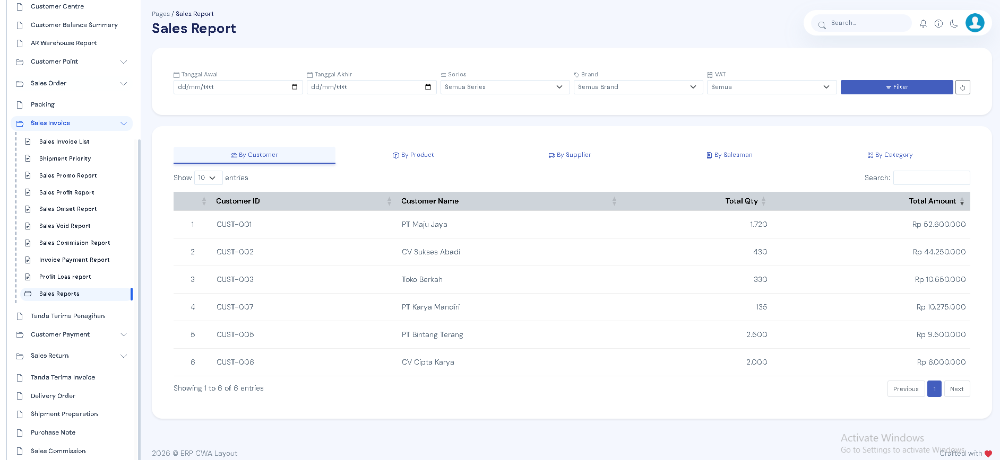 Customer Centre
Customer Balance Summary
AR Warehouse Report
Customer Point
Sales Order
Packing
Sales Invoice
Sales Invoice List
Shipment Priority
Sales Promo Report
Sales Profit Report
Sales Omset Report
Sales Void Report
Sales Commision Report
Invoice Payment Report
Profit Loss report
Sales Reports
Tanda Terima Penagihan
Customer Payment
Sales Return
Tanda Terima Invoice
Delivery Order
Shipment Preparation
Purchase Note
Sales Commission
Pages / Sales Report
Sales Report
Search...
Tanggal Awal Tanggal Akhir Series Brand VAT
dd/mm/tttt dd/mm/tttt Semua Series Semua Brand Semua Filter
By Customer By Product By Supplier By Salesman By Category
Show 10 entries Search:
Customer ID Customer Name Total Qty Total Amount
1 CUST-001 PT Maju Jaya 1.720 Rp 52.600.000
2 CUST-002 CV Sukses Abadi 430 Rp 44.250.000
3 CUST-003 Toko Berkah 330 Rp 10.650.000
4 CUST-007 PT Karya Mandiri 135 Rp 10.275.000
5 CUST-005 PT Bintang Terang 2.500 Rp 9.500.000
6 CUST-006 CV Cipta Karya 2.000 Rp 6.000.000
Showing 1 to 6 of 6 entries Previous 1 Next
Activate Windows
Go to Settings to activate Windows.
2026 © ERP CWA Layout Crafted with